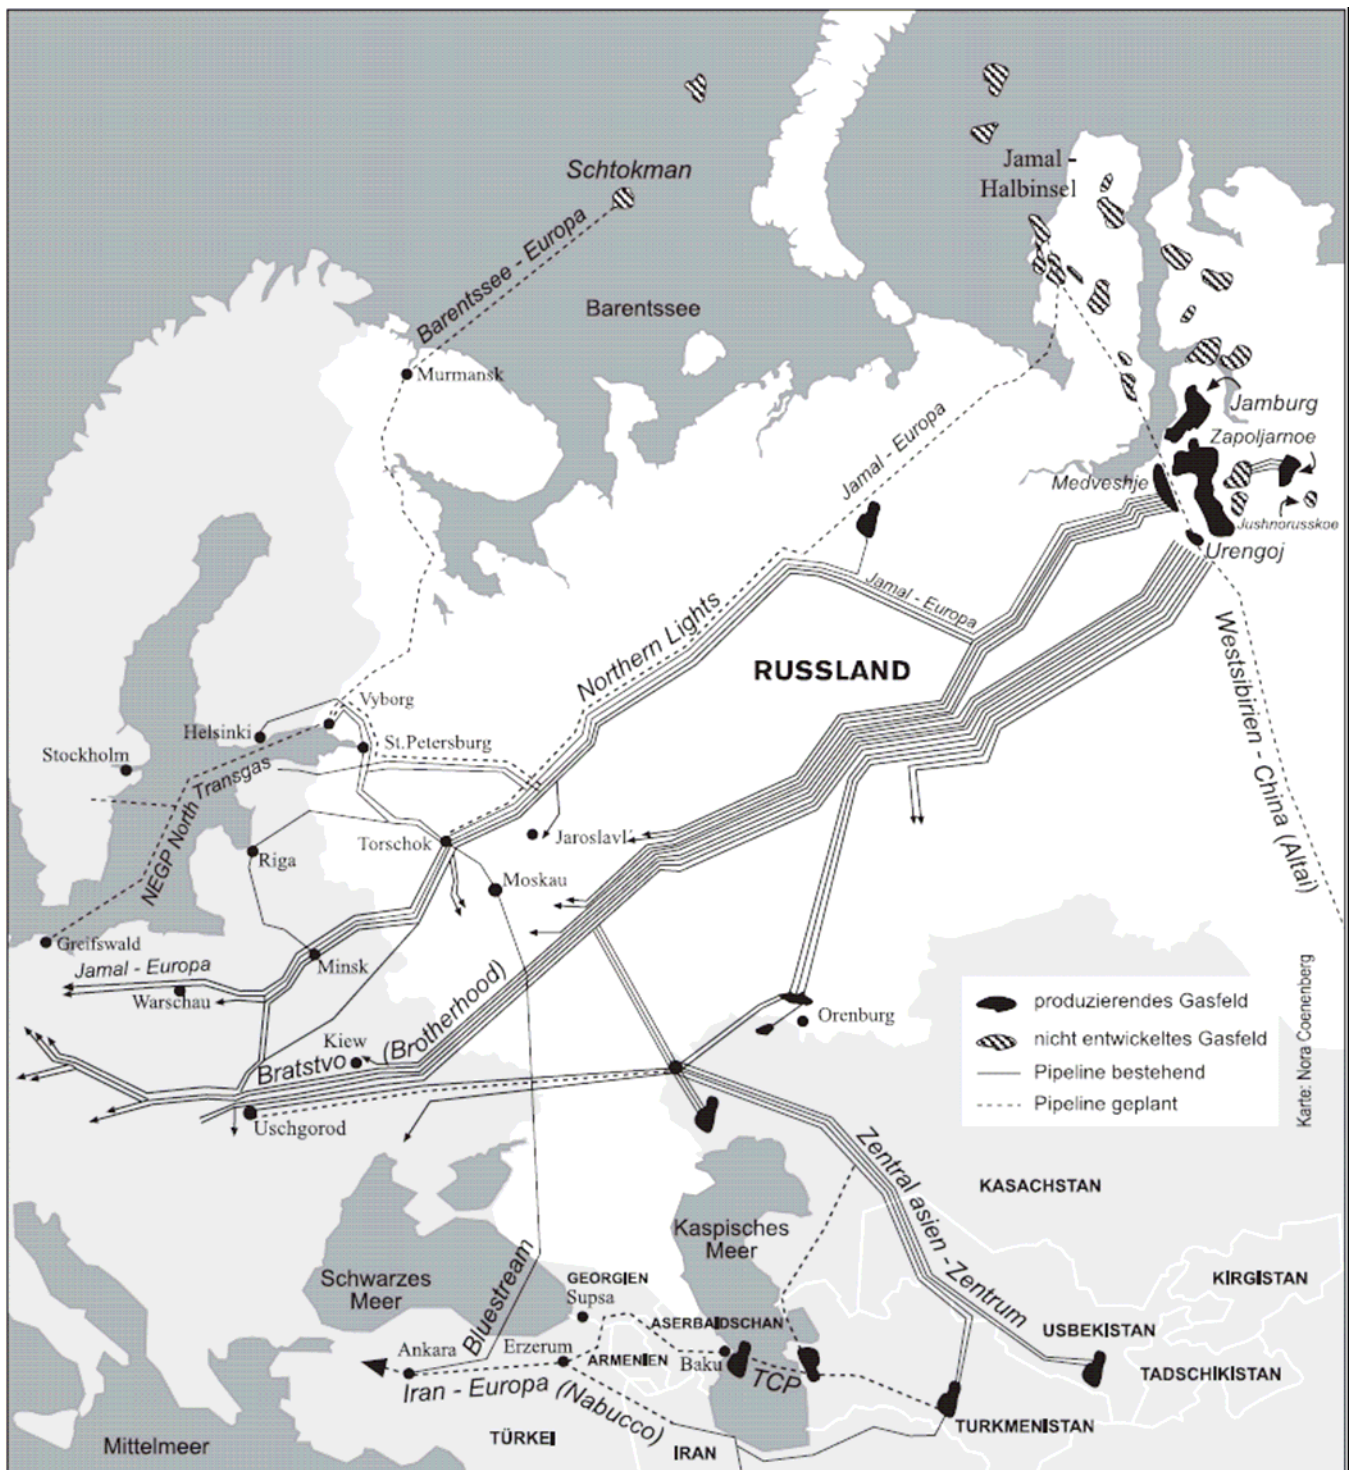 Schtokman
Jamal -
Halbinsel
Barentssee - Europa
Barentssee
Murmansk
Jamburg
Zapoljarnoe
Jamal - Europa
Medveshje
Jushnorusskoe
Urengoj
Jamal - Europa
Northern Lights
RUSSLAND
Westsibirien - China (Altai)
Vyborg
Helsinki
St.Petersburg
Stockholm
NEGP North Transgas
Torschok
Jaroslavl´
Riga
Moskau
Greifswald
Minsk
Jamal - Europa
Warschau
Orenburg
Kiew
Bratstvo (Brotherhood)
Uschgorod
produzierendes Gasfeld
nicht entwickeltes Gasfeld
Pipeline bestehend
Pipeline geplant
Karte: Nora Coenenberg
Zentral asien - Zentrum
KASACHSTAN
Kaspisches
Meer
Schwarzes
Meer
Bluestream
GEORGIEN
Supsa
KIRGISTAN
ASERBAIDSCHAN
USBEKISTAN
Ankara
Erzerum
ARMENIEN
Baku
TCP
TADSCHIKISTAN
Iran - Europa (Nabucco)
TURKMENISTAN
TÜRKEI
IRAN
Mittelmeer